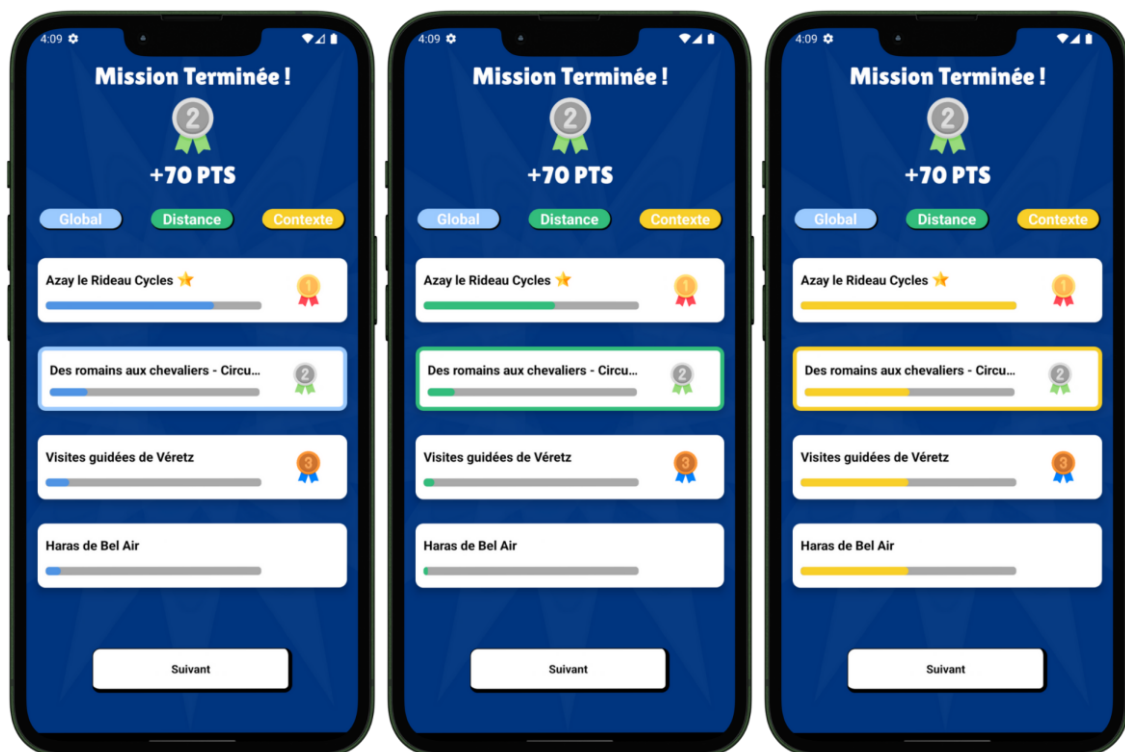 4:09
Mission Terminée !
2
+70 PTS
Global Distance Contexte
Azay le Rideau Cycles
1
Des romains aux chevaliers - Circu...
2
Visites guidées de Véretz
3
Haras de Bel Air
Suivant
4:09
Mission Terminée !
2
+70 PTS
Global Distance Contexte
Azay le Rideau Cycles
1
Des romains aux chevaliers - Circu...
2
Visites guidées de Véretz
3
Haras de Bel Air
Suivant
4:09
Mission Terminée !
2
+70 PTS
Global Distance Contexte
Azay le Rideau Cycles
1
Des romains aux chevaliers - Circu...
2
Visites guidées de Véretz
3
Haras de Bel Air
Suivant